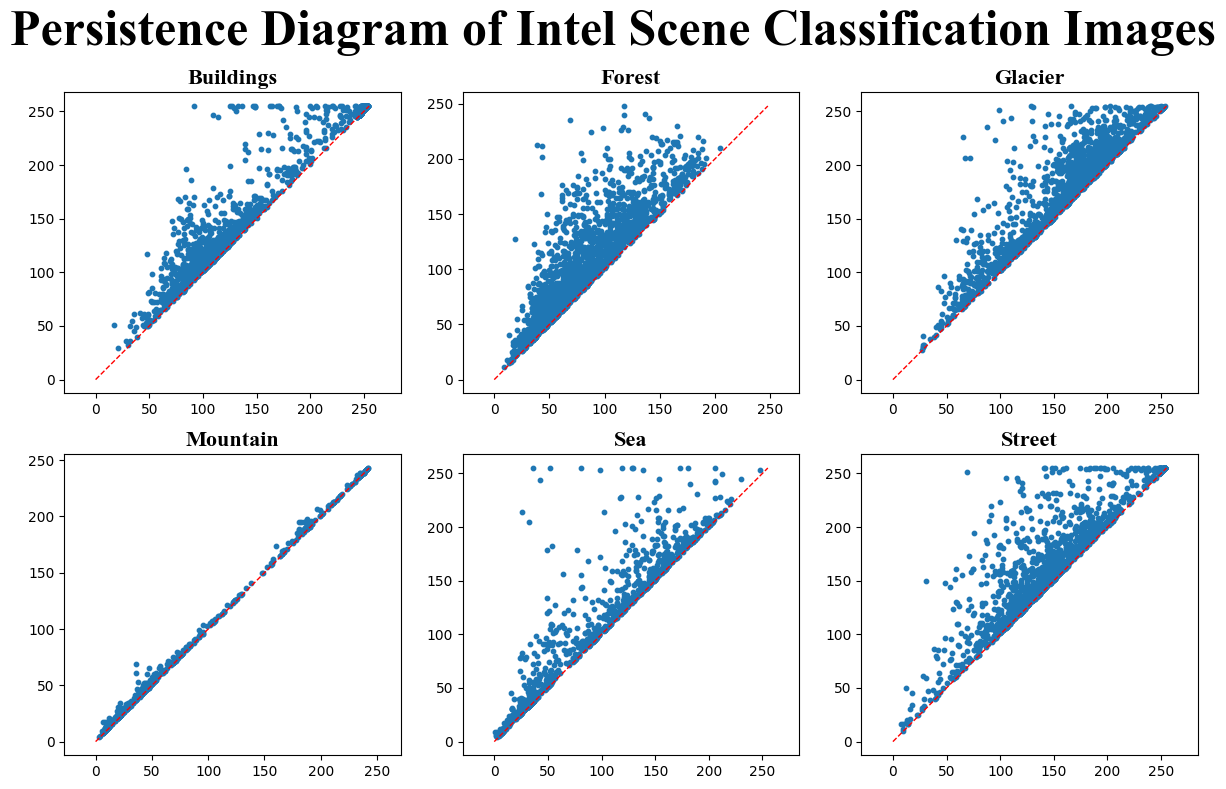 Persistence Diagram of Intel Scene Classification Images
Buildings Forest Glacier
250 250 250
200 200 200
150 150 150
100 100 100
50 50 50
0 0 0
0 50 100 150 200 250 0 50 100 150 200 250 0 50 100 150 200 250
Mountain Sea Street
250 250 250
200 200 200
150 150 150
100 100 100
50 50 50
0 0 0
0 50 100 150 200 250 0 50 100 150 200 250 0 50 100 150 200 250